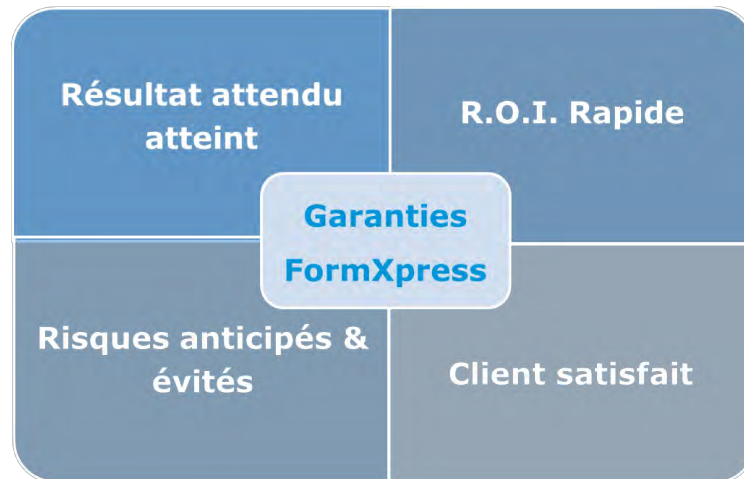 Résultat attendu
atteint
R.O.I. Rapide
Garanties
FormXpress
Risques anticipés &
évités
Client satisfait